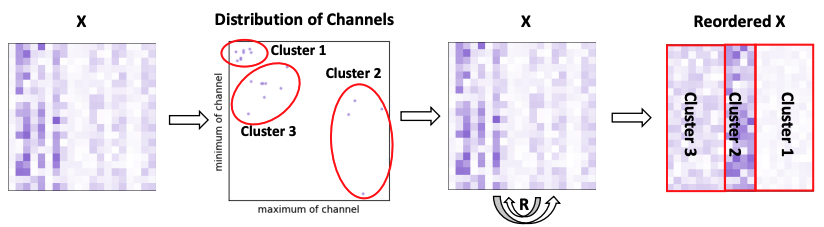 X
Distribution of Channels
X
Reordered X
Cluster 1
Cluster 2
Cluster 3
minimum of channel
maximum of channel
R
Cluster 3
Cluster 2
Cluster 1